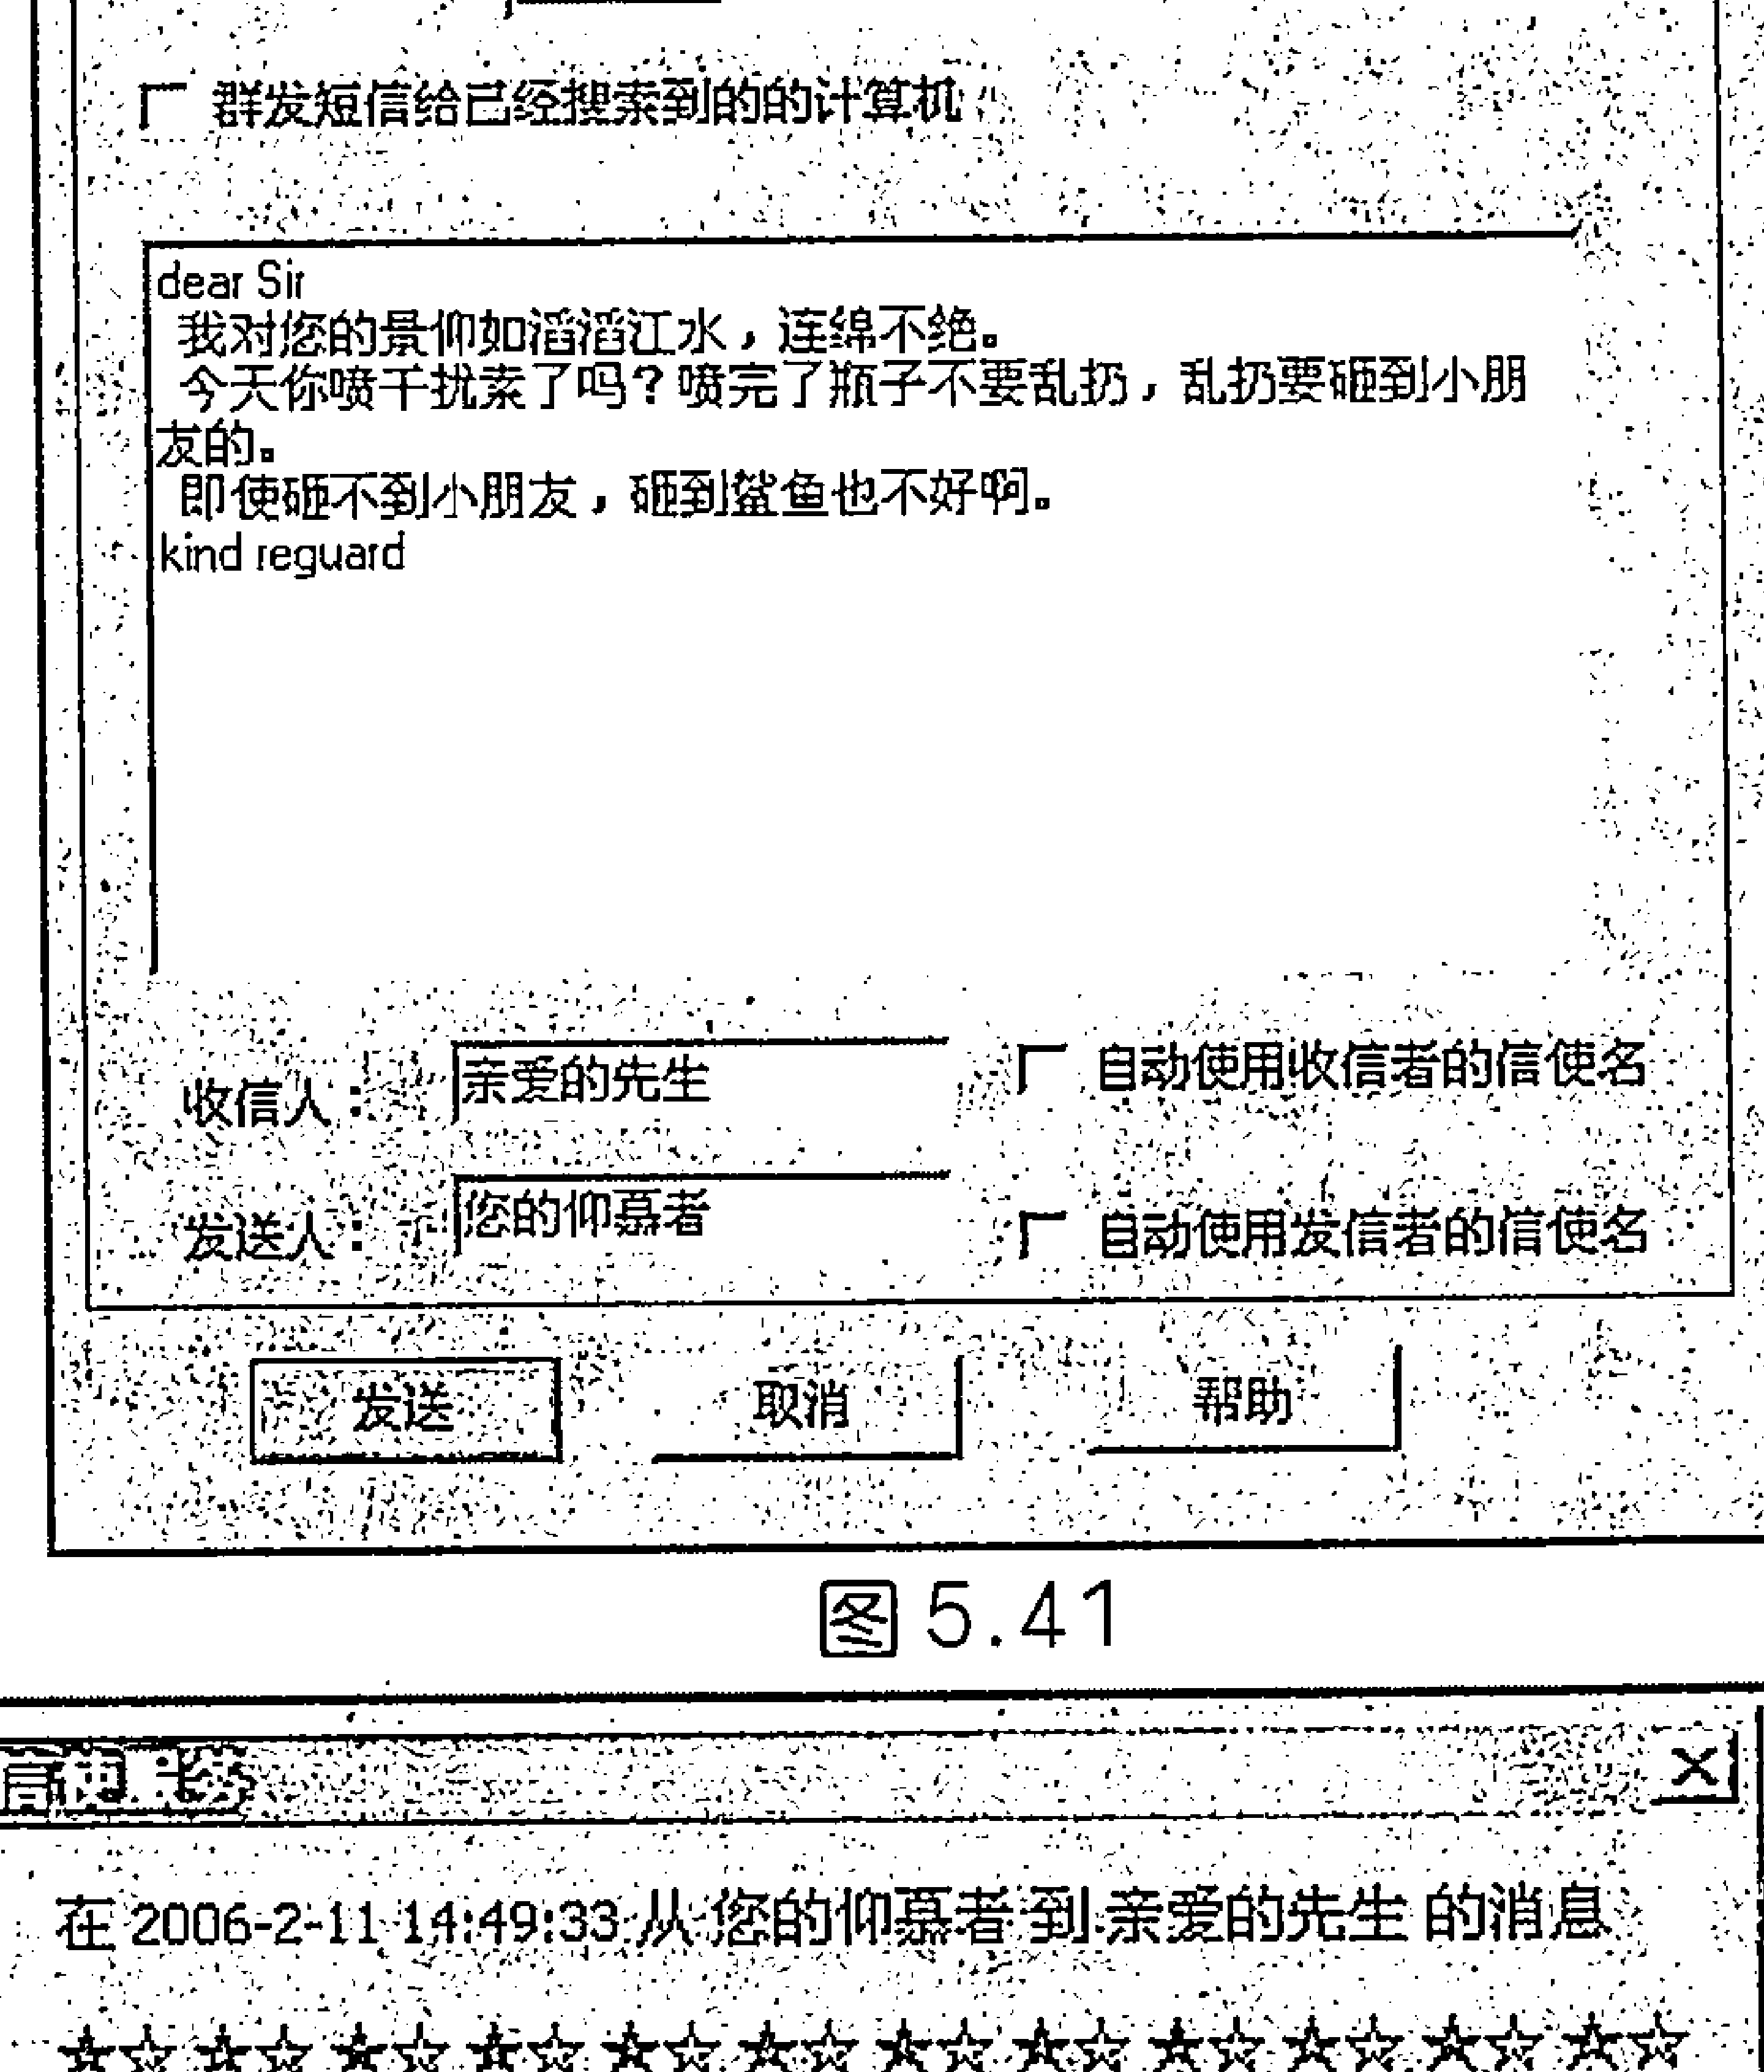 群发短信给已经搜索到的的计算机
dear Sir
我对您的景仰如滔滔江水，连绵不绝。
今天你喷干扰素了吗？喷完了瓶子不要乱扔，乱扔要砸到小朋
友的。
即使砸不到小朋友，砸到鲨鱼也不好啊。
kind reguard
收信人： 亲爱的先生 自动使用收信者的信使名
发送人： 您的仰慕者 自动使用发信者的信使名
发送 取消 帮助
图 5.41
信使服务
在 2006-2-11 14:49:33 从 您的仰慕者 到 亲爱的先生 的消息
★☆ ★☆ ★☆ ★☆ ★☆ ★☆ ★☆ ★☆ ★☆ ★☆ ★☆ ★☆